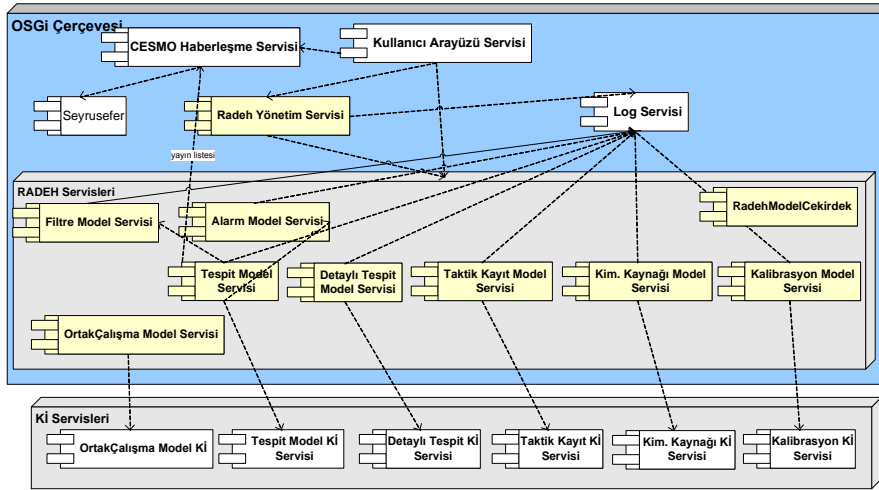 OSGi Çerçevesi
CESMO Haberleşme Servisi
Kullanıcı Arayüzü Servisi
Seyrusefer
Radeh Yönetim Servisi
Log Servisi
yayın listesi
RADEH Servisleri
Filtre Model Servisi
Alarm Model Servisi
RadehModelCekirdek
Tespit Model
Servisi
Detaylı Tespit
Model Servisi
Taktik Kayıt Model
Servisi
Kim. Kaynağı Model
Servisi
Kalibrasyon Model
Servisi
OrtakÇalışma Model Servisi
Kİ Servisleri
OrtakÇalışma Model Kİ
Tespit Model Kİ
Servisi
Detaylı Tespit Kİ
Servisi
Taktik Kayıt Kİ
Servisi
Kim. Kaynağı Kİ
Servisi
Kalibrasyon Kİ
Servisi